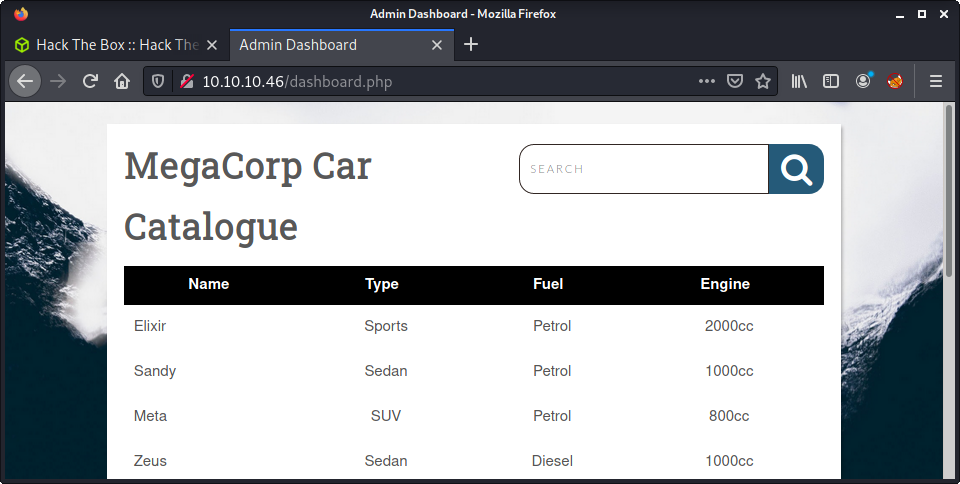 Admin Dashboard - Mozilla Firefox
Hack The Box :: Hack The
Admin Dashboard
10.10.10.46/dashboard.php
MegaCorp Car
Catalogue
SEARCH
Name Type Fuel Engine
Elixir Sports Petrol 2000cc
Sandy Sedan Petrol 1000cc
Meta SUV Petrol 800cc
Zeus Sedan Diesel 1000cc